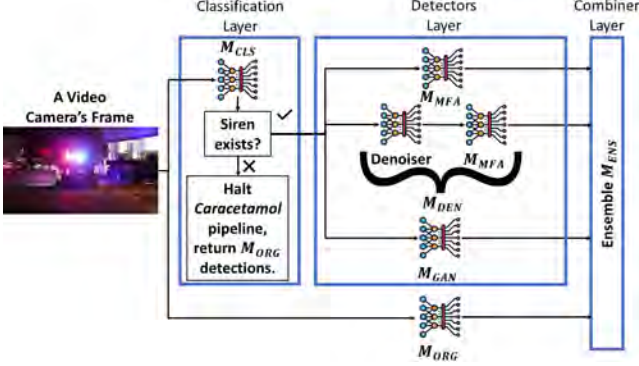 Classification
Layer
Detectors
Layer
Combiner
Layer
M_CLS
A Video
Camera's Frame
Siren
exists?
Halt
Caracetamol
pipeline,
return M_ORG
detections.
M_MFA
Denoiser
M_MFA
M_DEN
M_GAN
M_ORG
Ensemble M_ENS